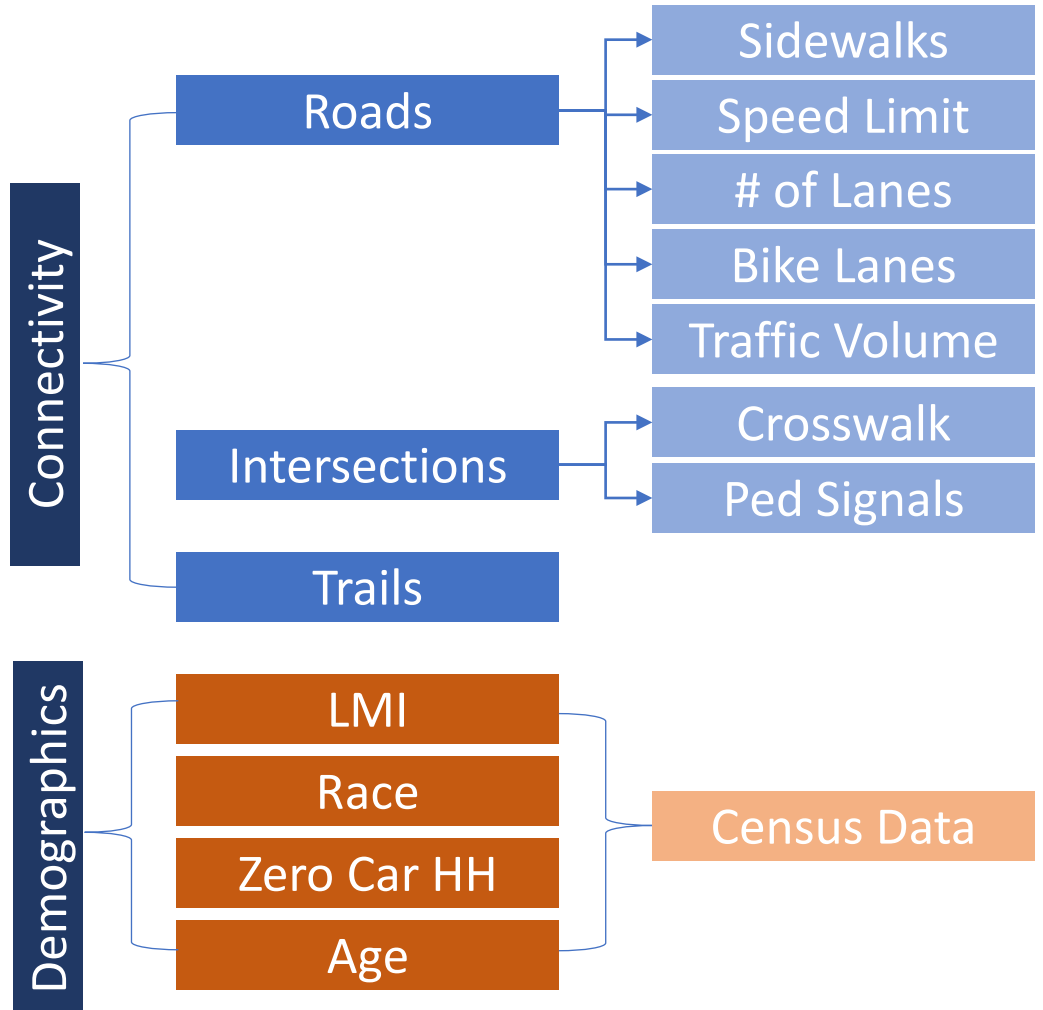 Connectivity
Roads
Sidewalks
Speed Limit
# of Lanes
Bike Lanes
Traffic Volume
Intersections
Crosswalk
Ped Signals
Trails
Demographics
LMI
Race
Zero Car HH
Age
Census Data